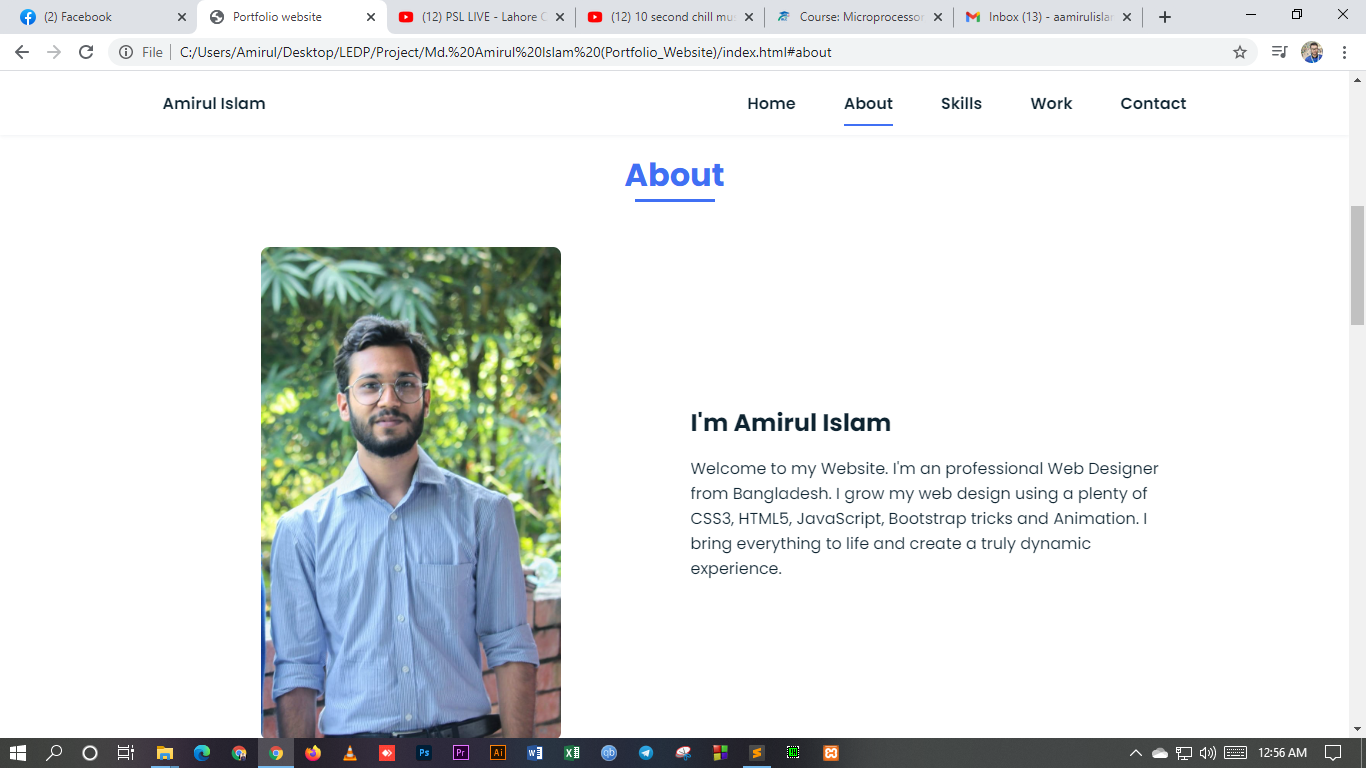 (2) Facebook
Portfolio website
(12) PSL LIVE - Lahore
(12) 10 second chill mu
Course: Microprocessor
Inbox (13) - aamirulislar
File
C:/Users/Amirul/Desktop/LEDP/Project/Md.%20Amirul%20Islam%20(Portfolio_Website)/index.html#about
Amirul Islam
Home
About
Skills
Work
Contact
About
I'm Amirul Islam
Welcome to my Website. I'm an professional Web Designer
from Bangladesh. I grow my web design using a plenty of
CSS3, HTML5, JavaScript, Bootstrap tricks and Animation. I
bring everything to life and create a truly dynamic
experience.
Ps
Pr
Ai
qb
12:56 AM